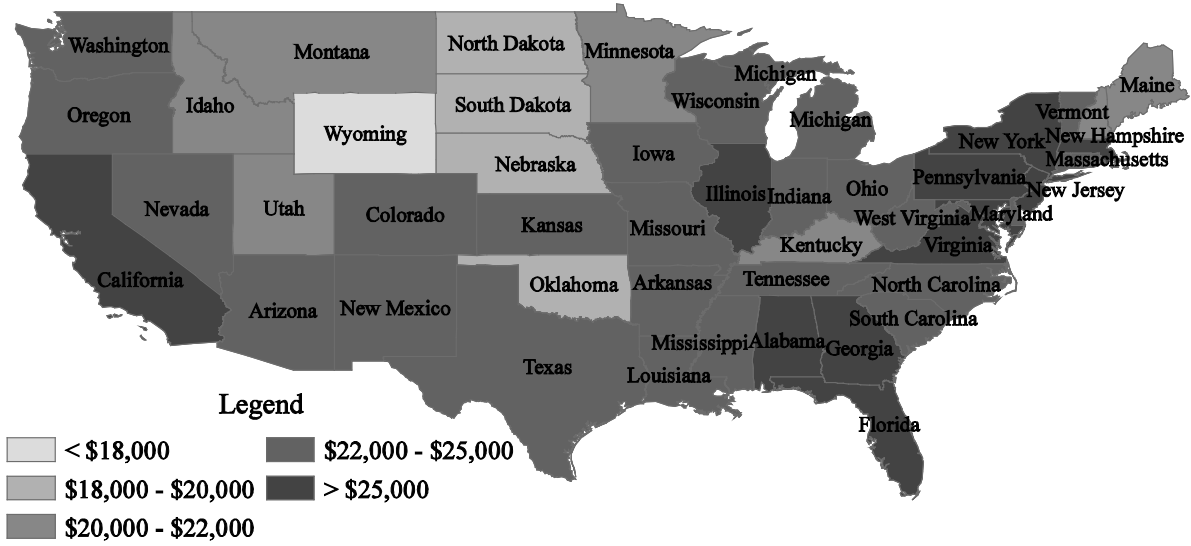 Washington
Montana
North Dakota
Minnesota
Michigan
Maine
Oregon
Idaho
South Dakota
Wisconsin
Michigan
Vermont
Wyoming
New York
New Hampshire
Massachusetts
Nebraska
Iowa
Pennsylvania
New Jersey
Nevada
Utah
Colorado
Kansas
Missouri
Illinois
Indiana
Ohio
West Virginia
Maryland
Virginia
Kentucky
California
Oklahoma
Arkansas
Tennessee
North Carolina
Arizona
New Mexico
South Carolina
Mississippi
Alabama
Georgia
Texas
Louisiana
Florida
Legend
< $18,000
$18,000 - $20,000
$20,000 - $22,000
$22,000 - $25,000
> $25,000